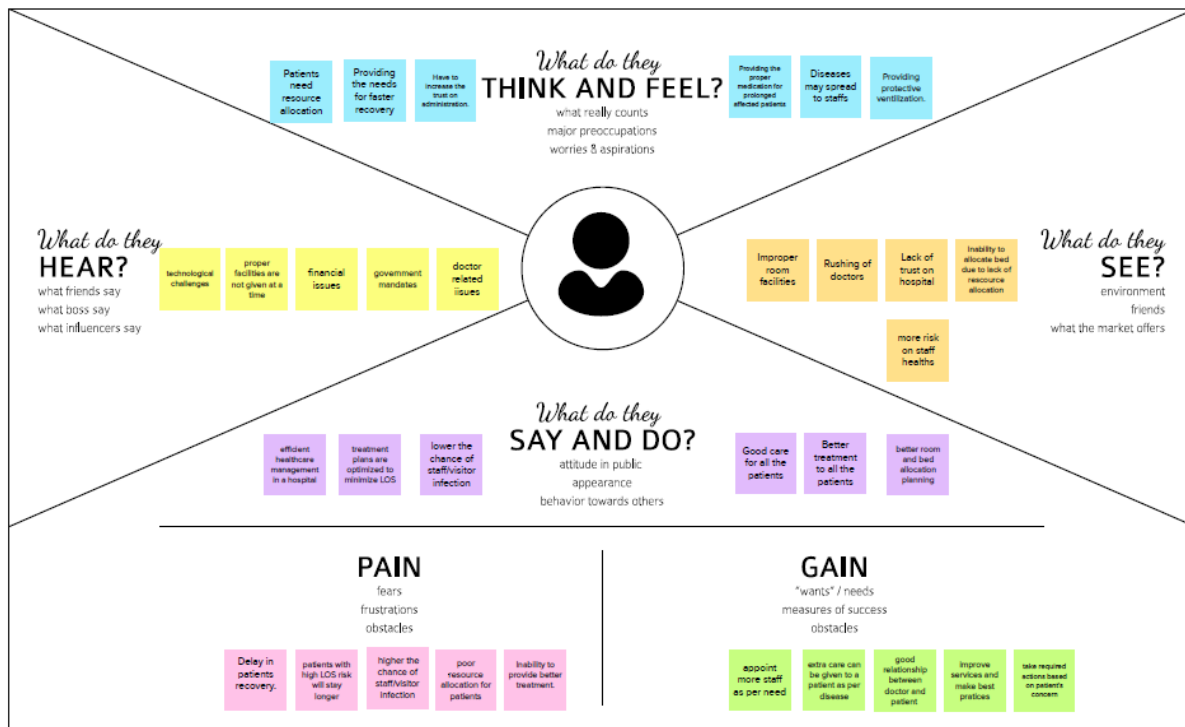 What do they
THINK AND FEEL?
what really counts
major preoccupations
worries & aspirations
Patients
need
resource
allocation
Providing
the needs
for faster
recovery
Have to
increase the
trust on
administration.
Providing the
proper
medication for
prolonged
affected patients
Diseases
may spread
to staffs
Providing
protective
ventilization.
What do they
HEAR?
what friends say
what boss say
what influencers say
technological
challenges
proper
facilities are
not given at a
time
financial
issues
government
mandates
doctor
related
iisues
Improper
room
facilities
Rushing of
doctors
Lack of
trust on
hospital
Inability to
allocate bed
due to lack of
rescource
allocation
more risk
on staff
healths
What do they
SEE?
environment
friends
what the market offers
What do they
SAY AND DO?
attitude in public
appearance
behavior towards others
efficient
healthcare
management
in a hospital
treatment
plans are
optimized to
minimize LOS
lower the
chance of
staff/visitor
infection
Good care
for all the
patients
Better
treatment
to all the
patients
better room
and bed
allocation
planning
PAIN
fears
frustrations
obstacles
Delay in
patients
recovery.
patients with
high LOS risk
will stay
longer
higher the
chance of
staff/visitor
infection
poor
resource
allocation for
patients
Inability to
provide better
treatment.
GAIN
"wants" / needs
measures of success
obstacles
appoint
more staff
as per need
extra care can
be given to a
patient as per
disease
good
relationship
between
doctor and
patient
improve
services and
make best
pratices
take required
actions based
on patient's
concern